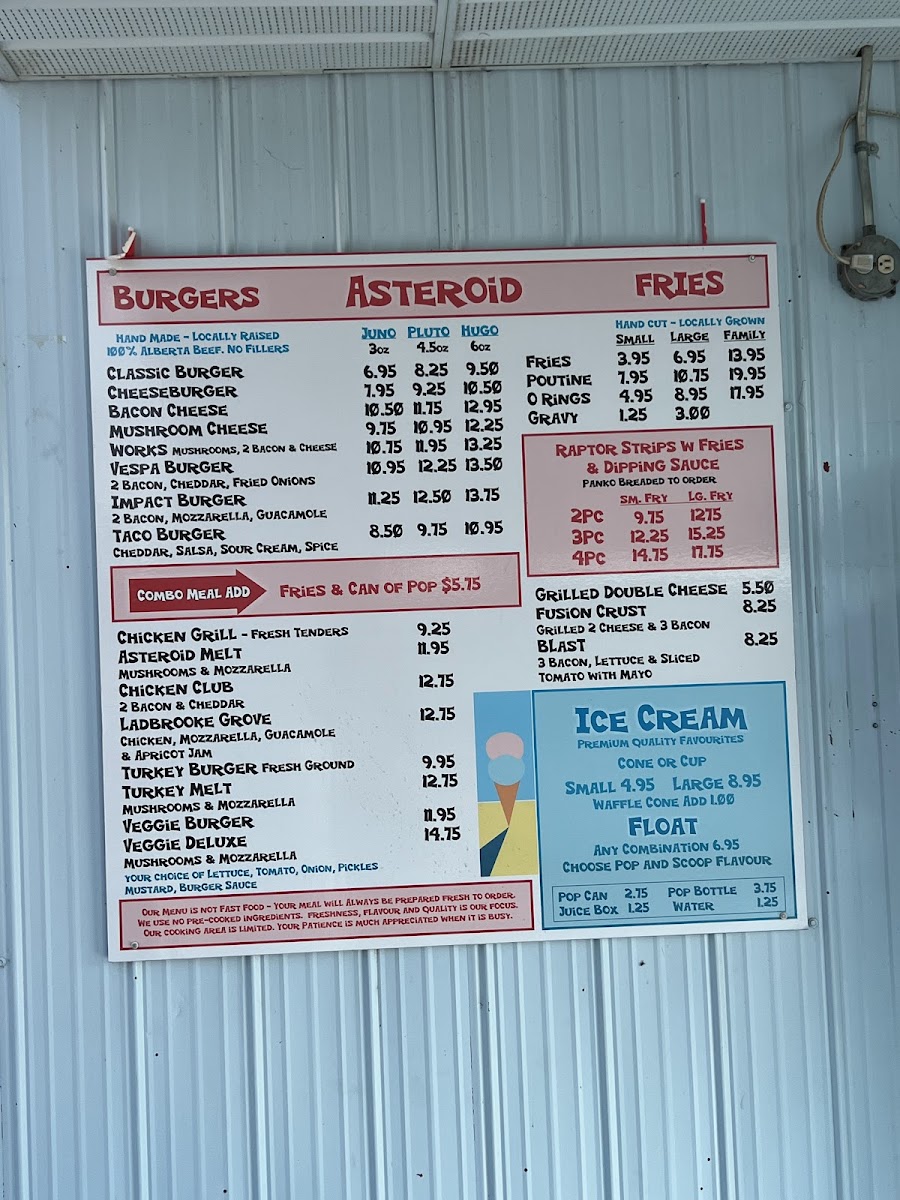 Burgers Asteroid Fries
Hand Made - Locally Raised
100% Alberta Beef. No Fillers
Juno Pluto Hugo
3oz 4.5oz 6oz
Classic Burger 6.95 8.25 9.50
Cheeseburger 7.95 9.25 10.50
Bacon Cheese 10.50 11.75 12.95
Mushroom Cheese 9.75 10.95 12.25
Works Mushrooms, 2 Bacon & Cheese 10.75 11.95 13.25
Vespa Burger 10.95 12.25 13.50
2 Bacon, Cheddar, Fried Onions
Impact Burger 11.25 12.50 13.75
2 Bacon, Mozzarella, Guacamole
Taco Burger 8.50 9.75 10.95
Cheddar, Salsa, Sour Cream, Spice
Combo Meal Add Fries & Can of Pop $5.75
Chicken Grill - Fresh Tenders 9.25
Asteroid Melt 11.95
Mushrooms & Mozzarella
Chicken Club 12.75
2 Bacon & Cheddar
Ladbrooke Grove 12.75
Chicken, Mozzarella, Guacamole
& Apricot Jam
Turkey Burger Fresh Ground 9.95
Turkey Melt 12.75
Mushrooms & Mozzarella
Veggie Burger 11.95
Veggie Deluxe 14.75
Mushrooms & Mozzarella
Your choice of Lettuce, Tomato, Onion, Pickles
Mustard, Burger Sauce
Our Menu is not Fast Food - Your meal will always be prepared fresh to order.
We use no pre-cooked ingredients. Freshness, flavour and quality is our focus.
Our cooking area is limited. Your patience is much appreciated when it is busy.
Hand Cut - Locally Grown
Small Large Family
Fries 3.95 6.95 13.95
Poutine 7.95 10.75 19.95
O Rings 4.95 8.95 17.95
Gravy 1.25 3.00
Raptor Strips w Fries
& Dipping Sauce
Panko Breaded to Order
Sm. Fry Lg. Fry
2pc 9.75 1275
3pc 12.25 15.25
4pc 14.75 17.75
Grilled Double Cheese 5.50
Fusion Crust 8.25
Grilled 2 Cheese & 3 Bacon
BLAST 8.25
3 Bacon, Lettuce & Sliced
Tomato with Mayo
Ice Cream
Premium Quality Favourites
Cone or Cup
Small 4.95 Large 8.95
Waffle Cone Add 1.00
Float
Any Combination 6.95
Choose Pop and Scoop Flavour
Pop Can 2.75 Pop Bottle 3.75
Juice Box 1.25 Water 1.25